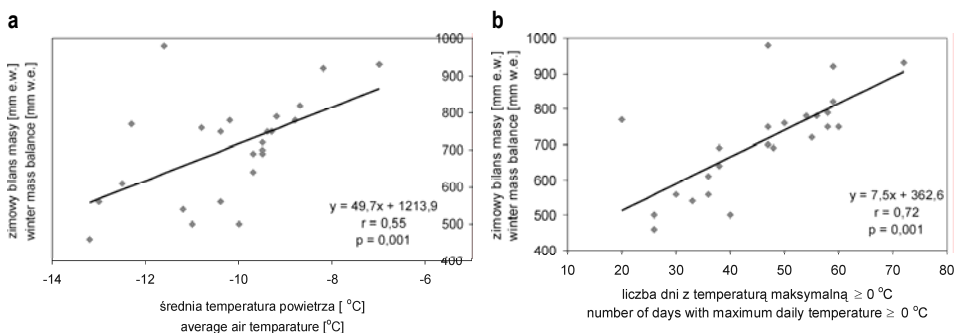 a
zimowy blans masy [mm e.w.]
winter mass balance [mm w.e.]
1000
900
800
700
600
500
400
y = 49,7x + 1213,9
r = 0,55
p = 0,001
-14
-12
-10
-8
-6
średnia temperatura powietrza [ °C]
average air temparature [°C]
b
zimowy bilans masy [mm e.w.]
winter mass balance [mm w.e.]
1000
900
800
700
600
500
400
y = 7,5x + 362,6
r = 0,72
p = 0,001
10
20
30
40
50
60
70
80
liczba dni z temperaturą maksymalną ≥ 0 °C
number of days with maximum daily temperature ≥ 0 °C